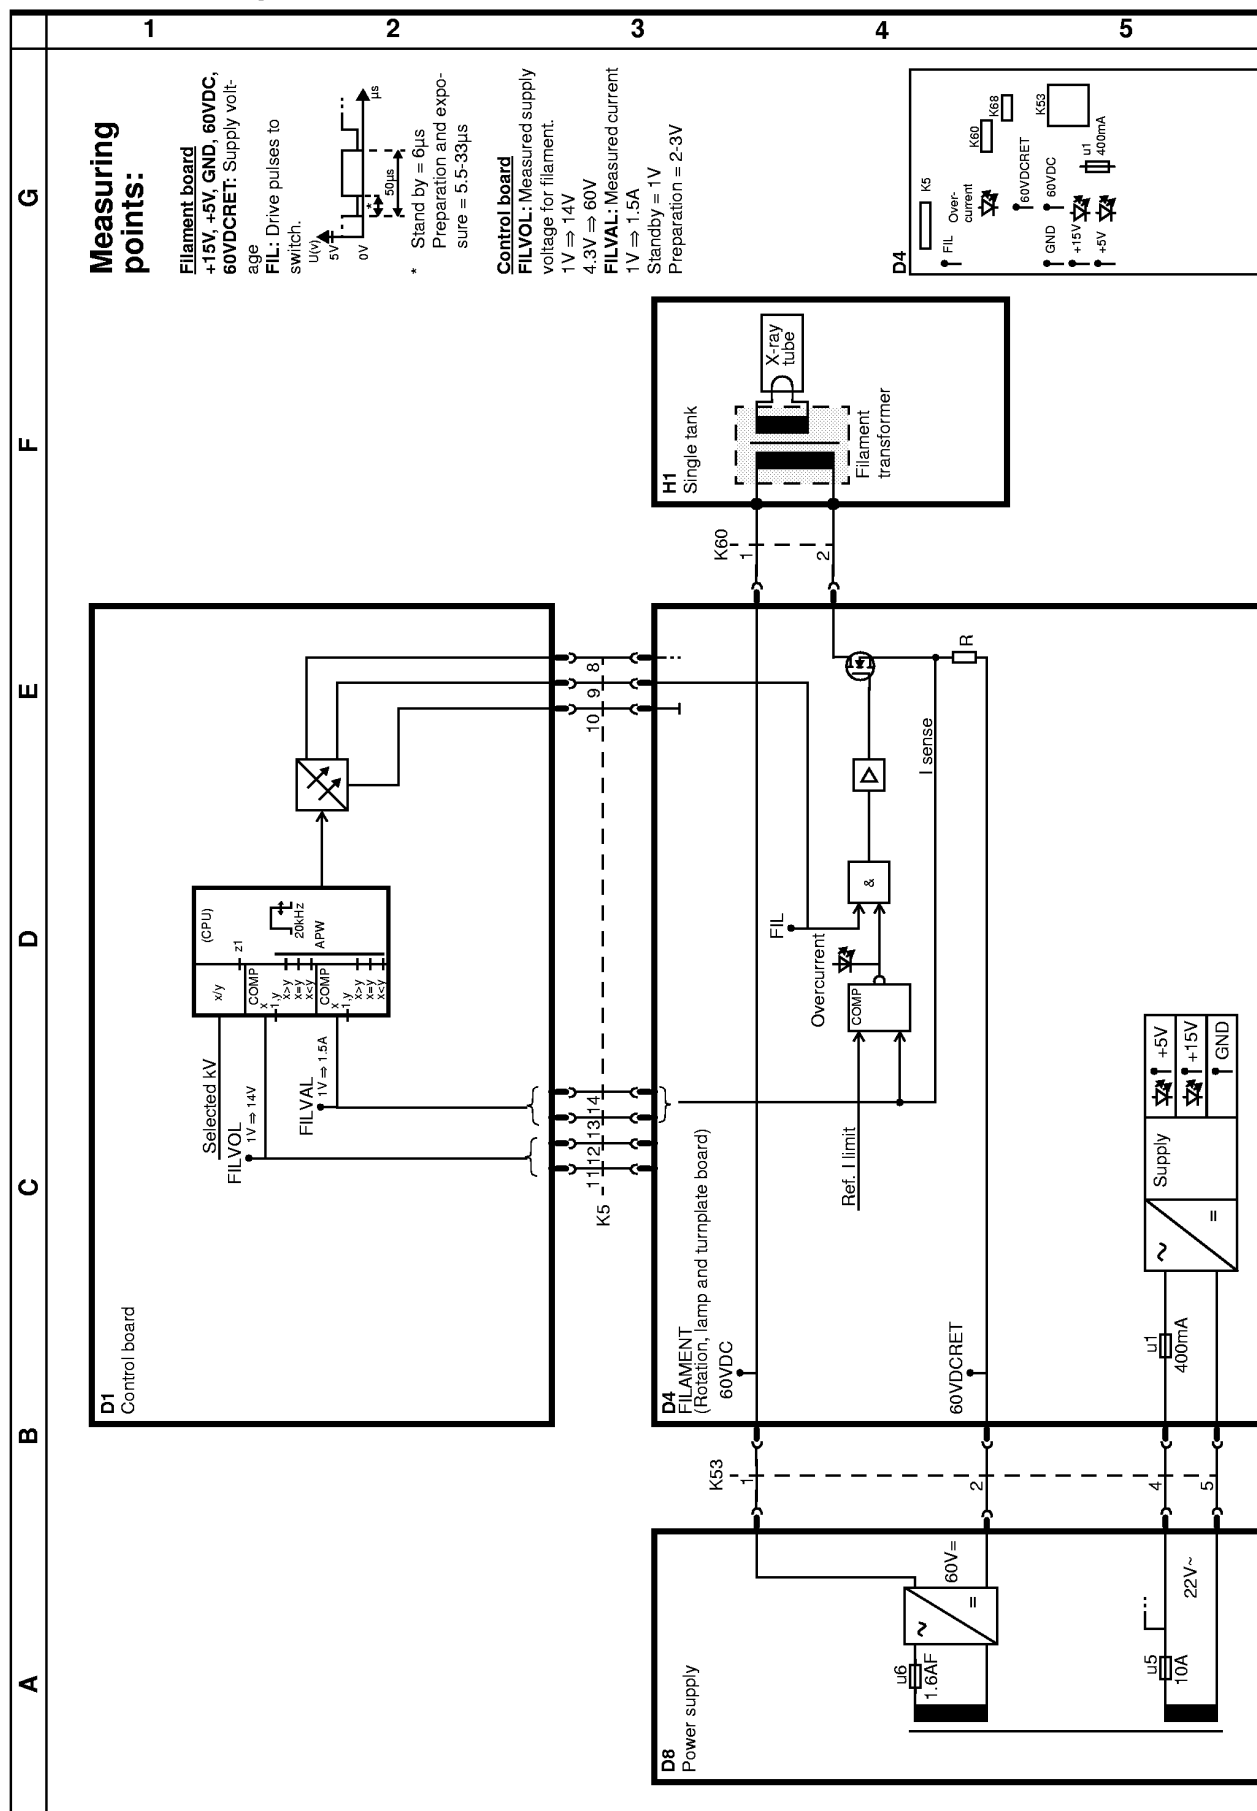 1
2
3
4
5
G
F
E
D
C
B
A
Measuring
points:
Filament board
+15V, +5V, GND, 60VDC,
60VDCRET: Supply volt-
age
FIL: Drive pulses to
switch.
U(v)
5V
0V
µs
*
50µs
* Stand by = 6µs
Preparation and expo-
sure = 5.5-33µs
Control board
FILVOL: Measured supply
voltage for filament.
1V ⇒ 14V
4.3V ⇒ 60V
FILVAL: Measured current
1V ⇒ 1.5A
Standby = 1V
Preparation = 2-3V
D4
K5
K60
K68
K53
FIL
Over-
current
60VDCRET
GND
60VDC
+15V
+5V
u1
400mA
H1
Single tank
X-ray
tube
Filament
transformer
K60
1
2
D1
Control board
(CPU)
x/y
z1
COMP
x
1,y
x>y
x=y
x<y
20kHz
APW
COMP
x
1,y
x>y
x=y
x<y
Selected kV
FILVOL
1V ⇒ 14V
FILVAL
1V ⇒ 1.5A
K5
11
12
13
14
10
9
8
D4
FILAMENT
(Rotation, lamp and turnplate board)
60VDC
60VDCRET
Ref. I limit
COMP
Overcurrent
FIL
&
I sense
R
u1
400mA
~
=
Supply
+5V
+15V
GND
K53
1
2
4
5
D8
Power supply
u6
1.6AF
~
=
60V=
u5
10A
22V~